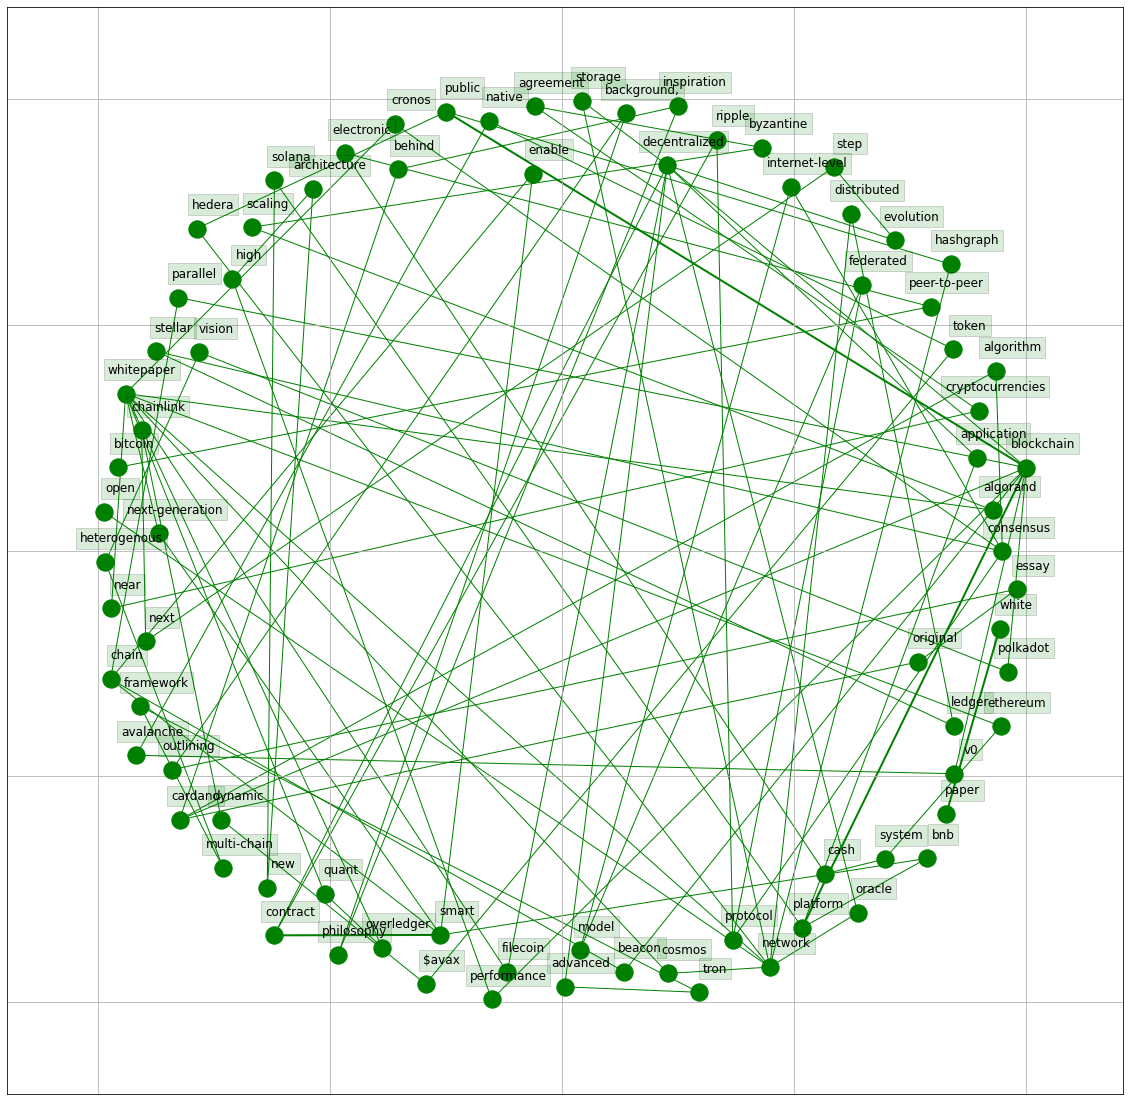 storage
inspiration
agreement
background,
public
native
cronos
ripple
byzantine
electronic
behind
decentralized
step
enable
internet-level
solana
architecture
distributed
hedera
scaling
evolution
hashgraph
high
federated
parallel
peer-to-peer
stellar
vision
token
whitepaper
algorithm
chainlink
cryptocurrencies
bitcoin
application
blockchain
open
algorand
next-generation
consensus
heterogenous
essay
near
white
next
original
polkadot
chain
framework
ledgere
ethereum
avalanche
outlining
v0
cardano
dynamic
paper
multi-chain
system
bnb
new
quant
cash
contract
smart
oracle
philosophy
overledger
protocol
platform
model
network
$avax
filecoin
beacon
cosmos
performance
advanced
tron